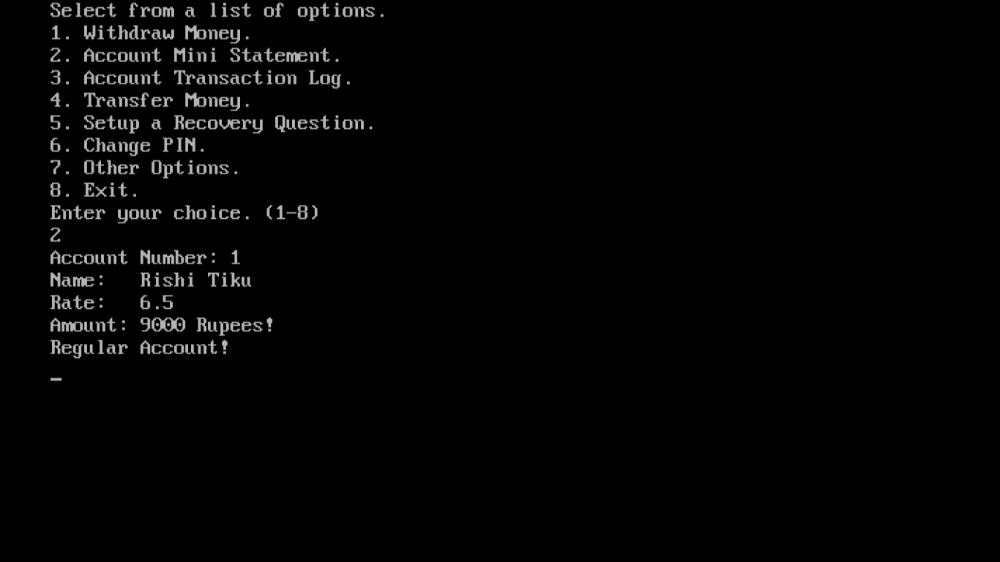 Select from a list of options.
1. Withdraw Money.
2. Account Mini Statement.
3. Account Transaction Log.
4. Transfer Money.
5. Setup a Recovery Question.
6. Change PIN.
7. Other Options.
8. Exit.
Enter your choice. (1-8)
2
Account Number: 1
Name:   Rishi Tiku
Rate:   6.5
Amount: 9000 Rupees!
Regular Account!
_